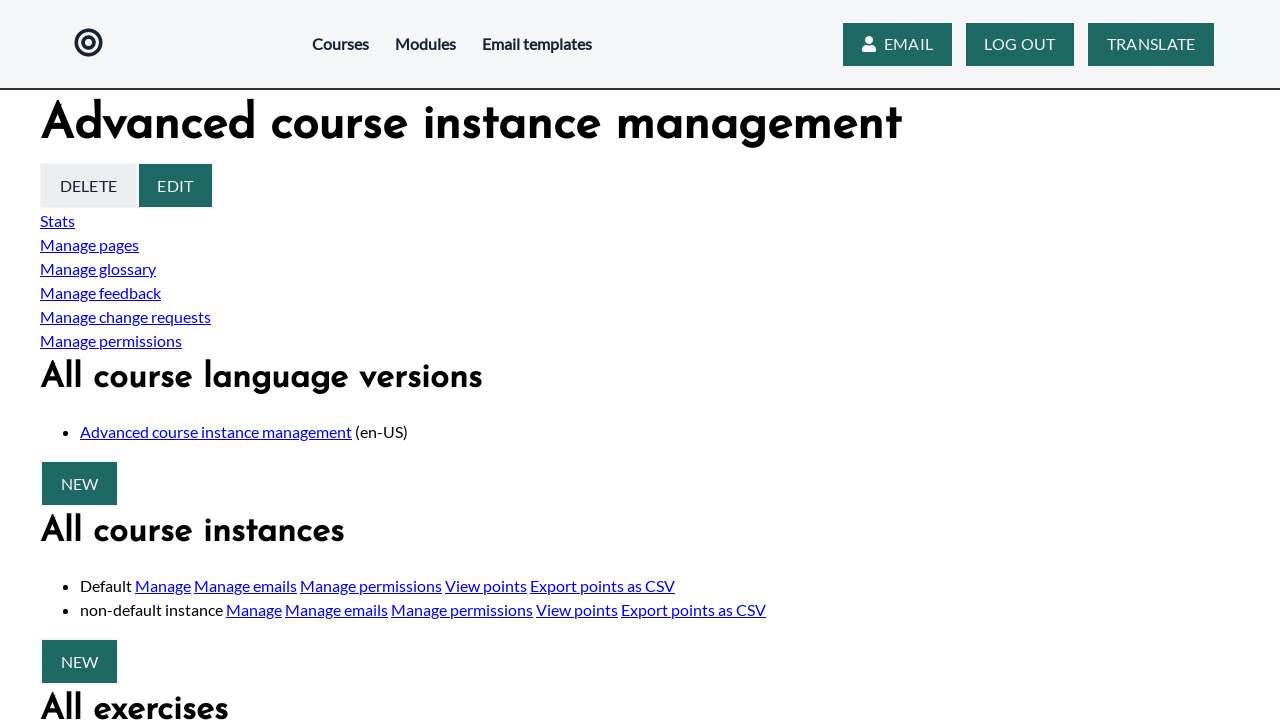 Courses Modules Email templates EMAIL LOG OUT TRANSLATE
Advanced course instance management
DELETE EDIT
Stats
Manage pages
Manage glossary
Manage feedback
Manage change requests
Manage permissions
All course language versions
Advanced course instance management (en-US)
NEW
All course instances
Default Manage Manage emails Manage permissions View points Export points as CSV
non-default instance Manage Manage emails Manage permissions View points Export points as CSV
NEW
All exercises